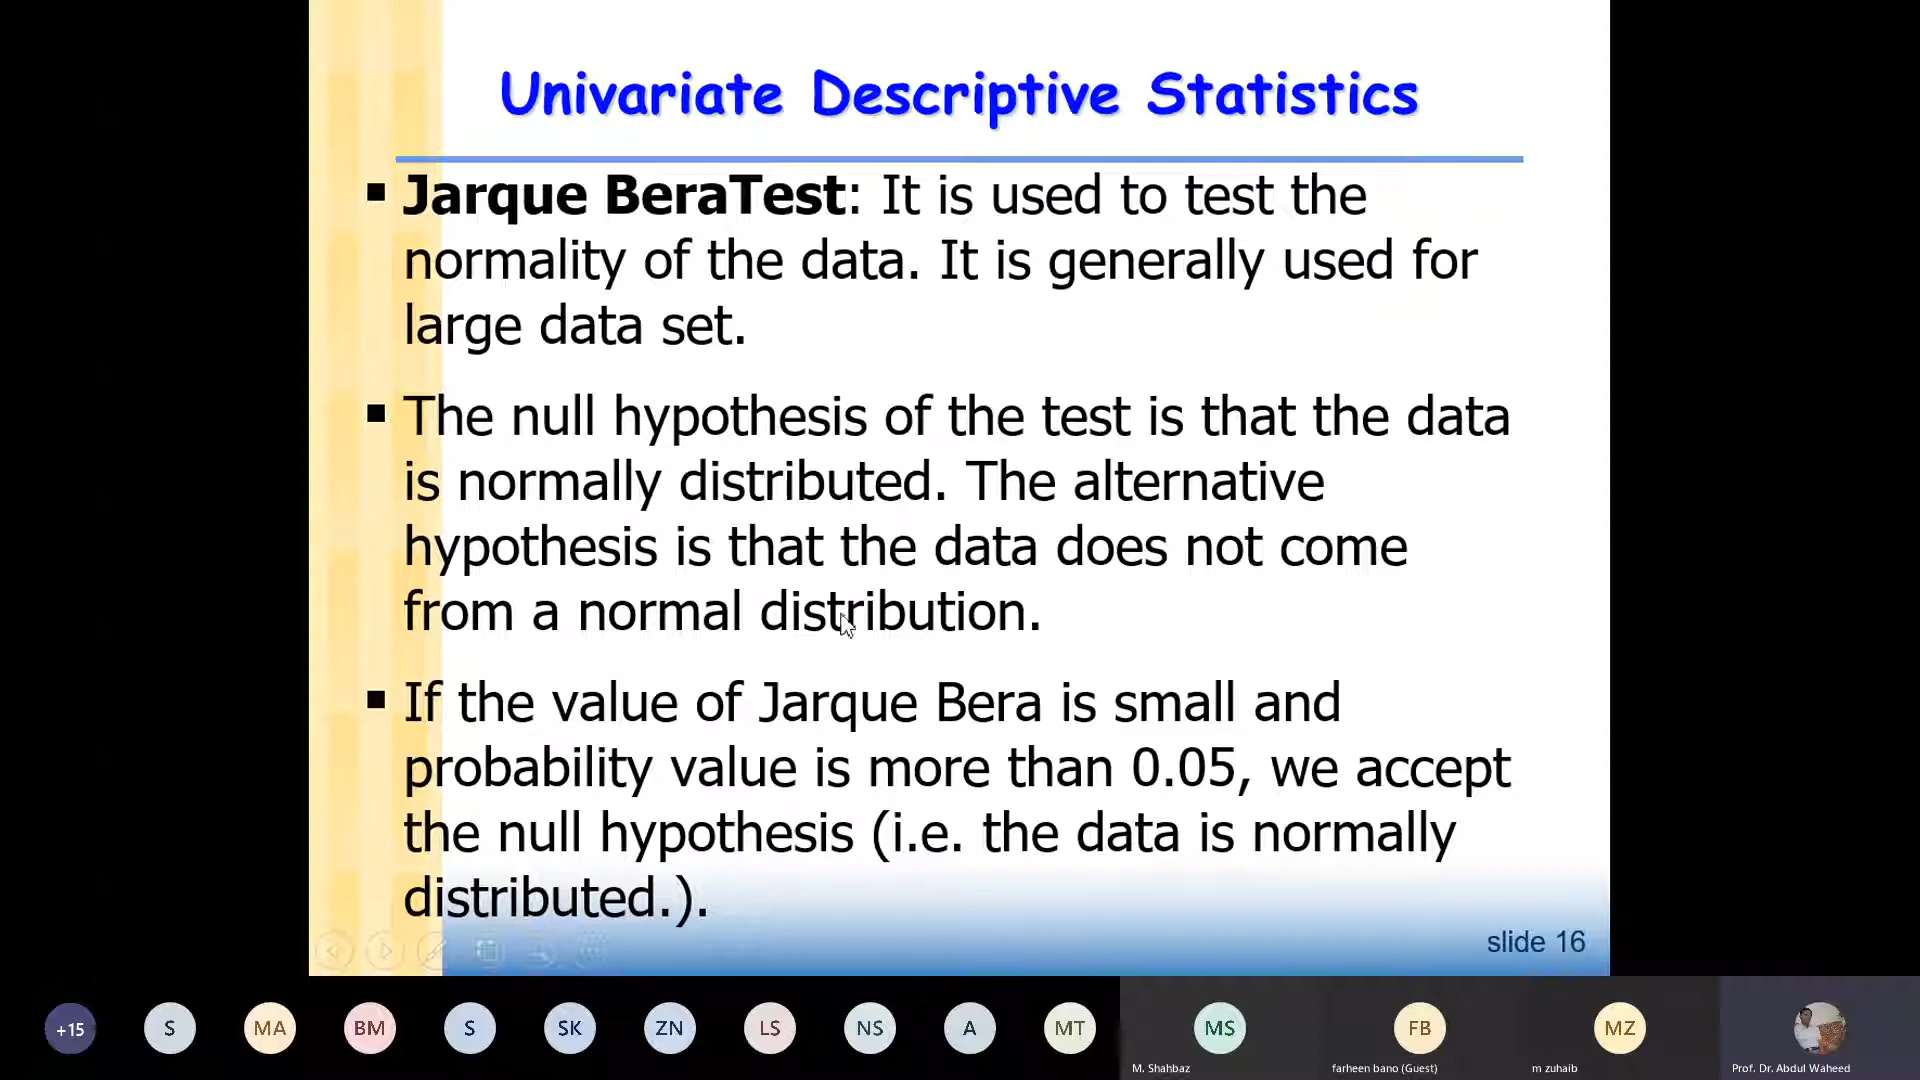 Univariate Descriptive Statistics
▪ Jarque BeraTest: It is used to test the
normality of the data. It is generally used for
large data set.
▪ The null hypothesis of the test is that the data
is normally distributed. The alternative
hypothesis is that the data does not come
from a normal distribution.
▪ If the value of Jarque Bera is small and
probability value is more than 0.05, we accept
the null hypothesis (i.e. the data is normally
distributed.).
slide 16
+15 S MA BM S SK ZN LS NS A MT MS FB MZ
M. Shahbaz farheen bano (Guest) m zuhaib Prof. Dr. Abdul Waheed